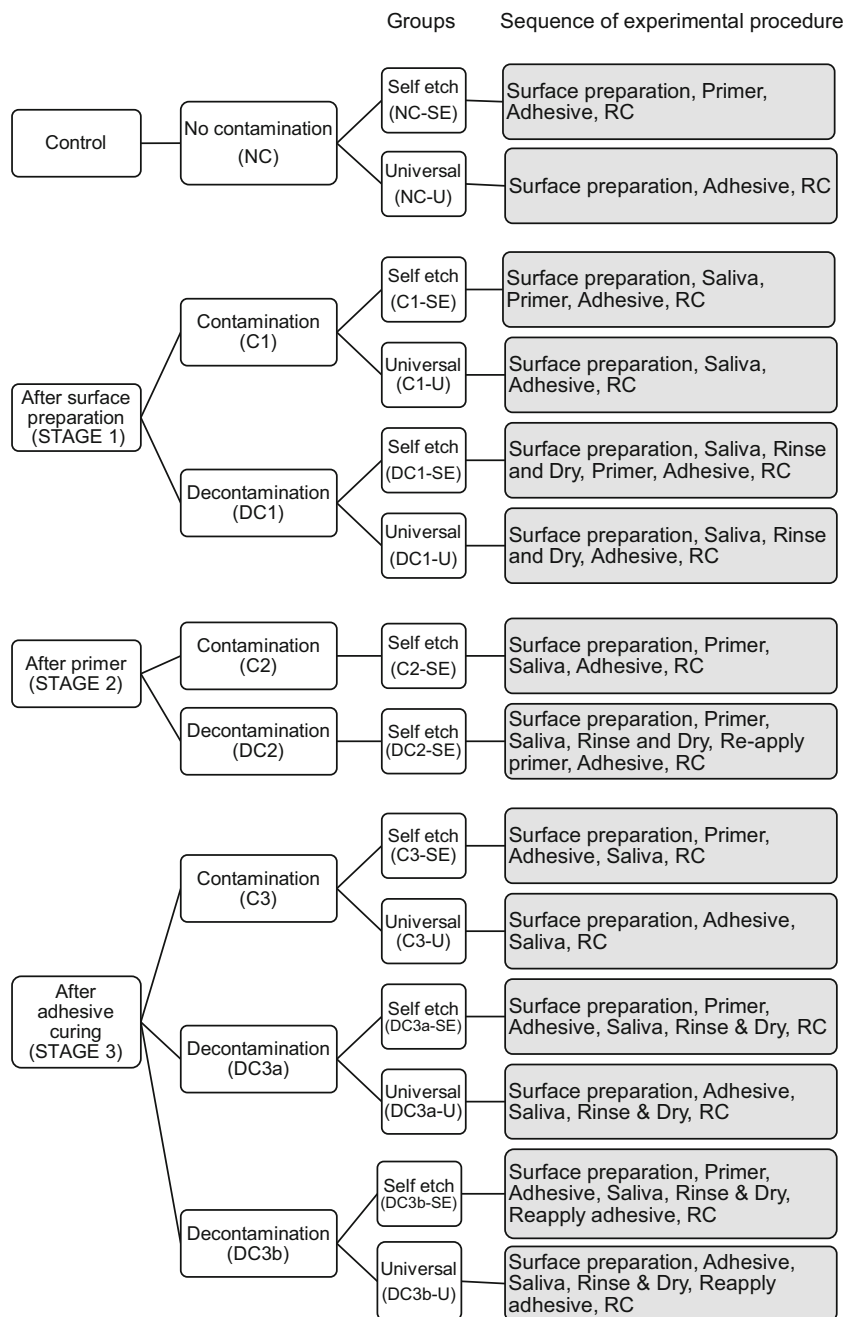 Groups
Sequence of experimental procedure
Control
No contamination
(NC)
Self etch
(NC-SE)
Surface preparation, Primer,
Adhesive, RC
Universal
(NC-U)
Surface preparation, Adhesive, RC
After surface
preparation
(STAGE 1)
Contamination
(C1)
Self etch
(C1-SE)
Surface preparation, Saliva,
Primer, Adhesive, RC
Universal
(C1-U)
Surface preparation, Saliva,
Adhesive, RC
Decontamination
(DC1)
Self etch
(DC1-SE)
Surface preparation, Saliva, Rinse
and Dry, Primer, Adhesive, RC
Universal
(DC1-U)
Surface preparation, Saliva, Rinse
and Dry, Adhesive, RC
After primer
(STAGE 2)
Contamination
(C2)
Self etch
(C2-SE)
Surface preparation, Primer,
Saliva, Adhesive, RC
Decontamination
(DC2)
Self etch
(DC2-SE)
Surface preparation, Primer,
Saliva, Rinse and Dry, Re-apply
primer, Adhesive, RC
After
adhesive
curing
(STAGE 3)
Contamination
(C3)
Self etch
(C3-SE)
Surface preparation, Primer,
Adhesive, Saliva, RC
Universal
(C3-U)
Surface preparation, Adhesive,
Saliva, RC
Decontamination
(DC3a)
Self etch
(DC3a-SE)
Surface preparation, Primer,
Adhesive, Saliva, Rinse & Dry, RC
Universal
(DC3a-U)
Surface preparation, Adhesive,
Saliva, Rinse & Dry, RC
Decontamination
(DC3b)
Self etch
(DC3b-SE)
Surface preparation, Primer,
Adhesive, Saliva, Rinse & Dry,
Reapply adhesive, RC
Universal
(DC3b-U)
Surface preparation, Adhesive,
Saliva, Rinse & Dry, Reapply
adhesive, RC